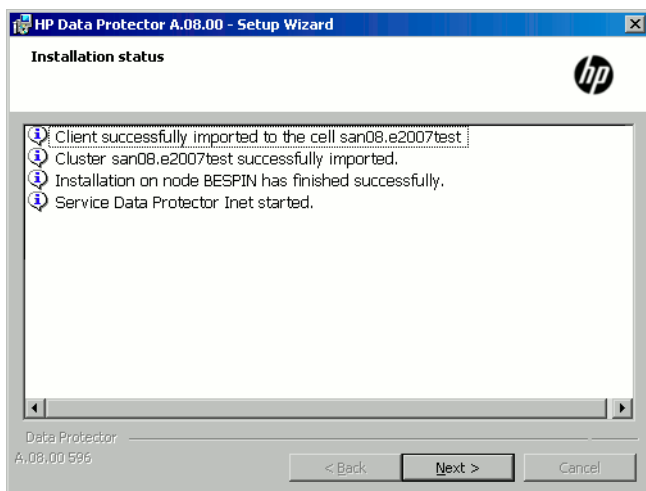 HP Data Protector A.08.00 - Setup Wizard
Installation status
hp
Client successfully imported to the cell san08.e2007test
Cluster san08.e2007test successfully imported.
Installation on node BESPIN has finished successfully.
Service Data Protector Inet started.
Data Protector
A.08.00 596
< Back Next > Cancel